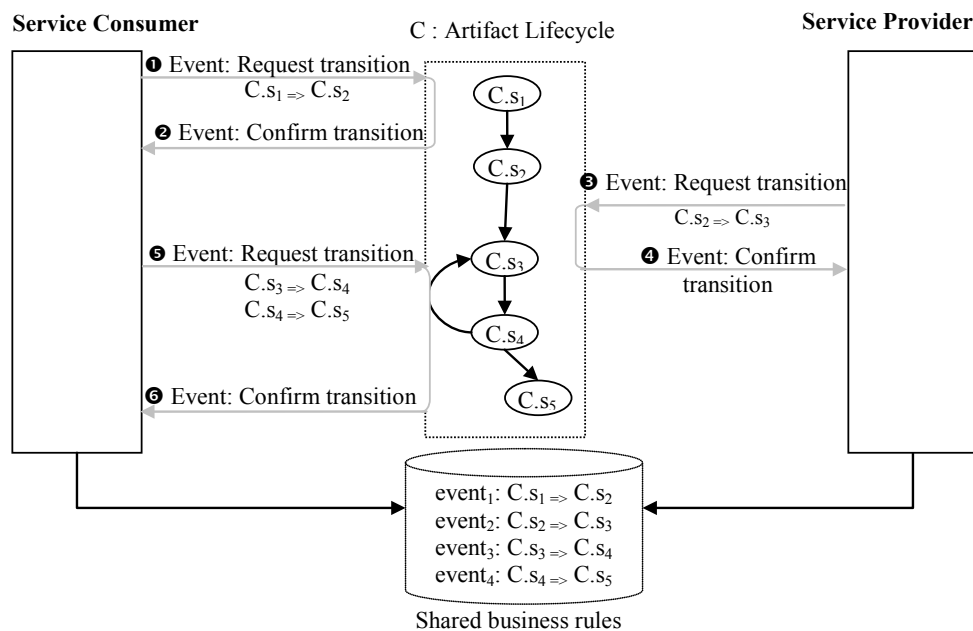 Service Consumer
C : Artifact Lifecycle
Service Provider
❶ Event: Request transition
C.s₁ => C.s₂
❷ Event: Confirm transition
C.s₁
C.s₂
C.s₃
C.s₄
C.s₅
❸ Event: Request transition
C.s₂ => C.s₃
❹ Event: Confirm
transition
❺ Event: Request transition
C.s₃ => C.s₄
C.s₄ => C.s₅
❻ Event: Confirm transition
event₁: C.s₁ => C.s₂
event₂: C.s₂ => C.s₃
event₃: C.s₃ => C.s₄
event₄: C.s₄ => C.s₅
Shared business rules